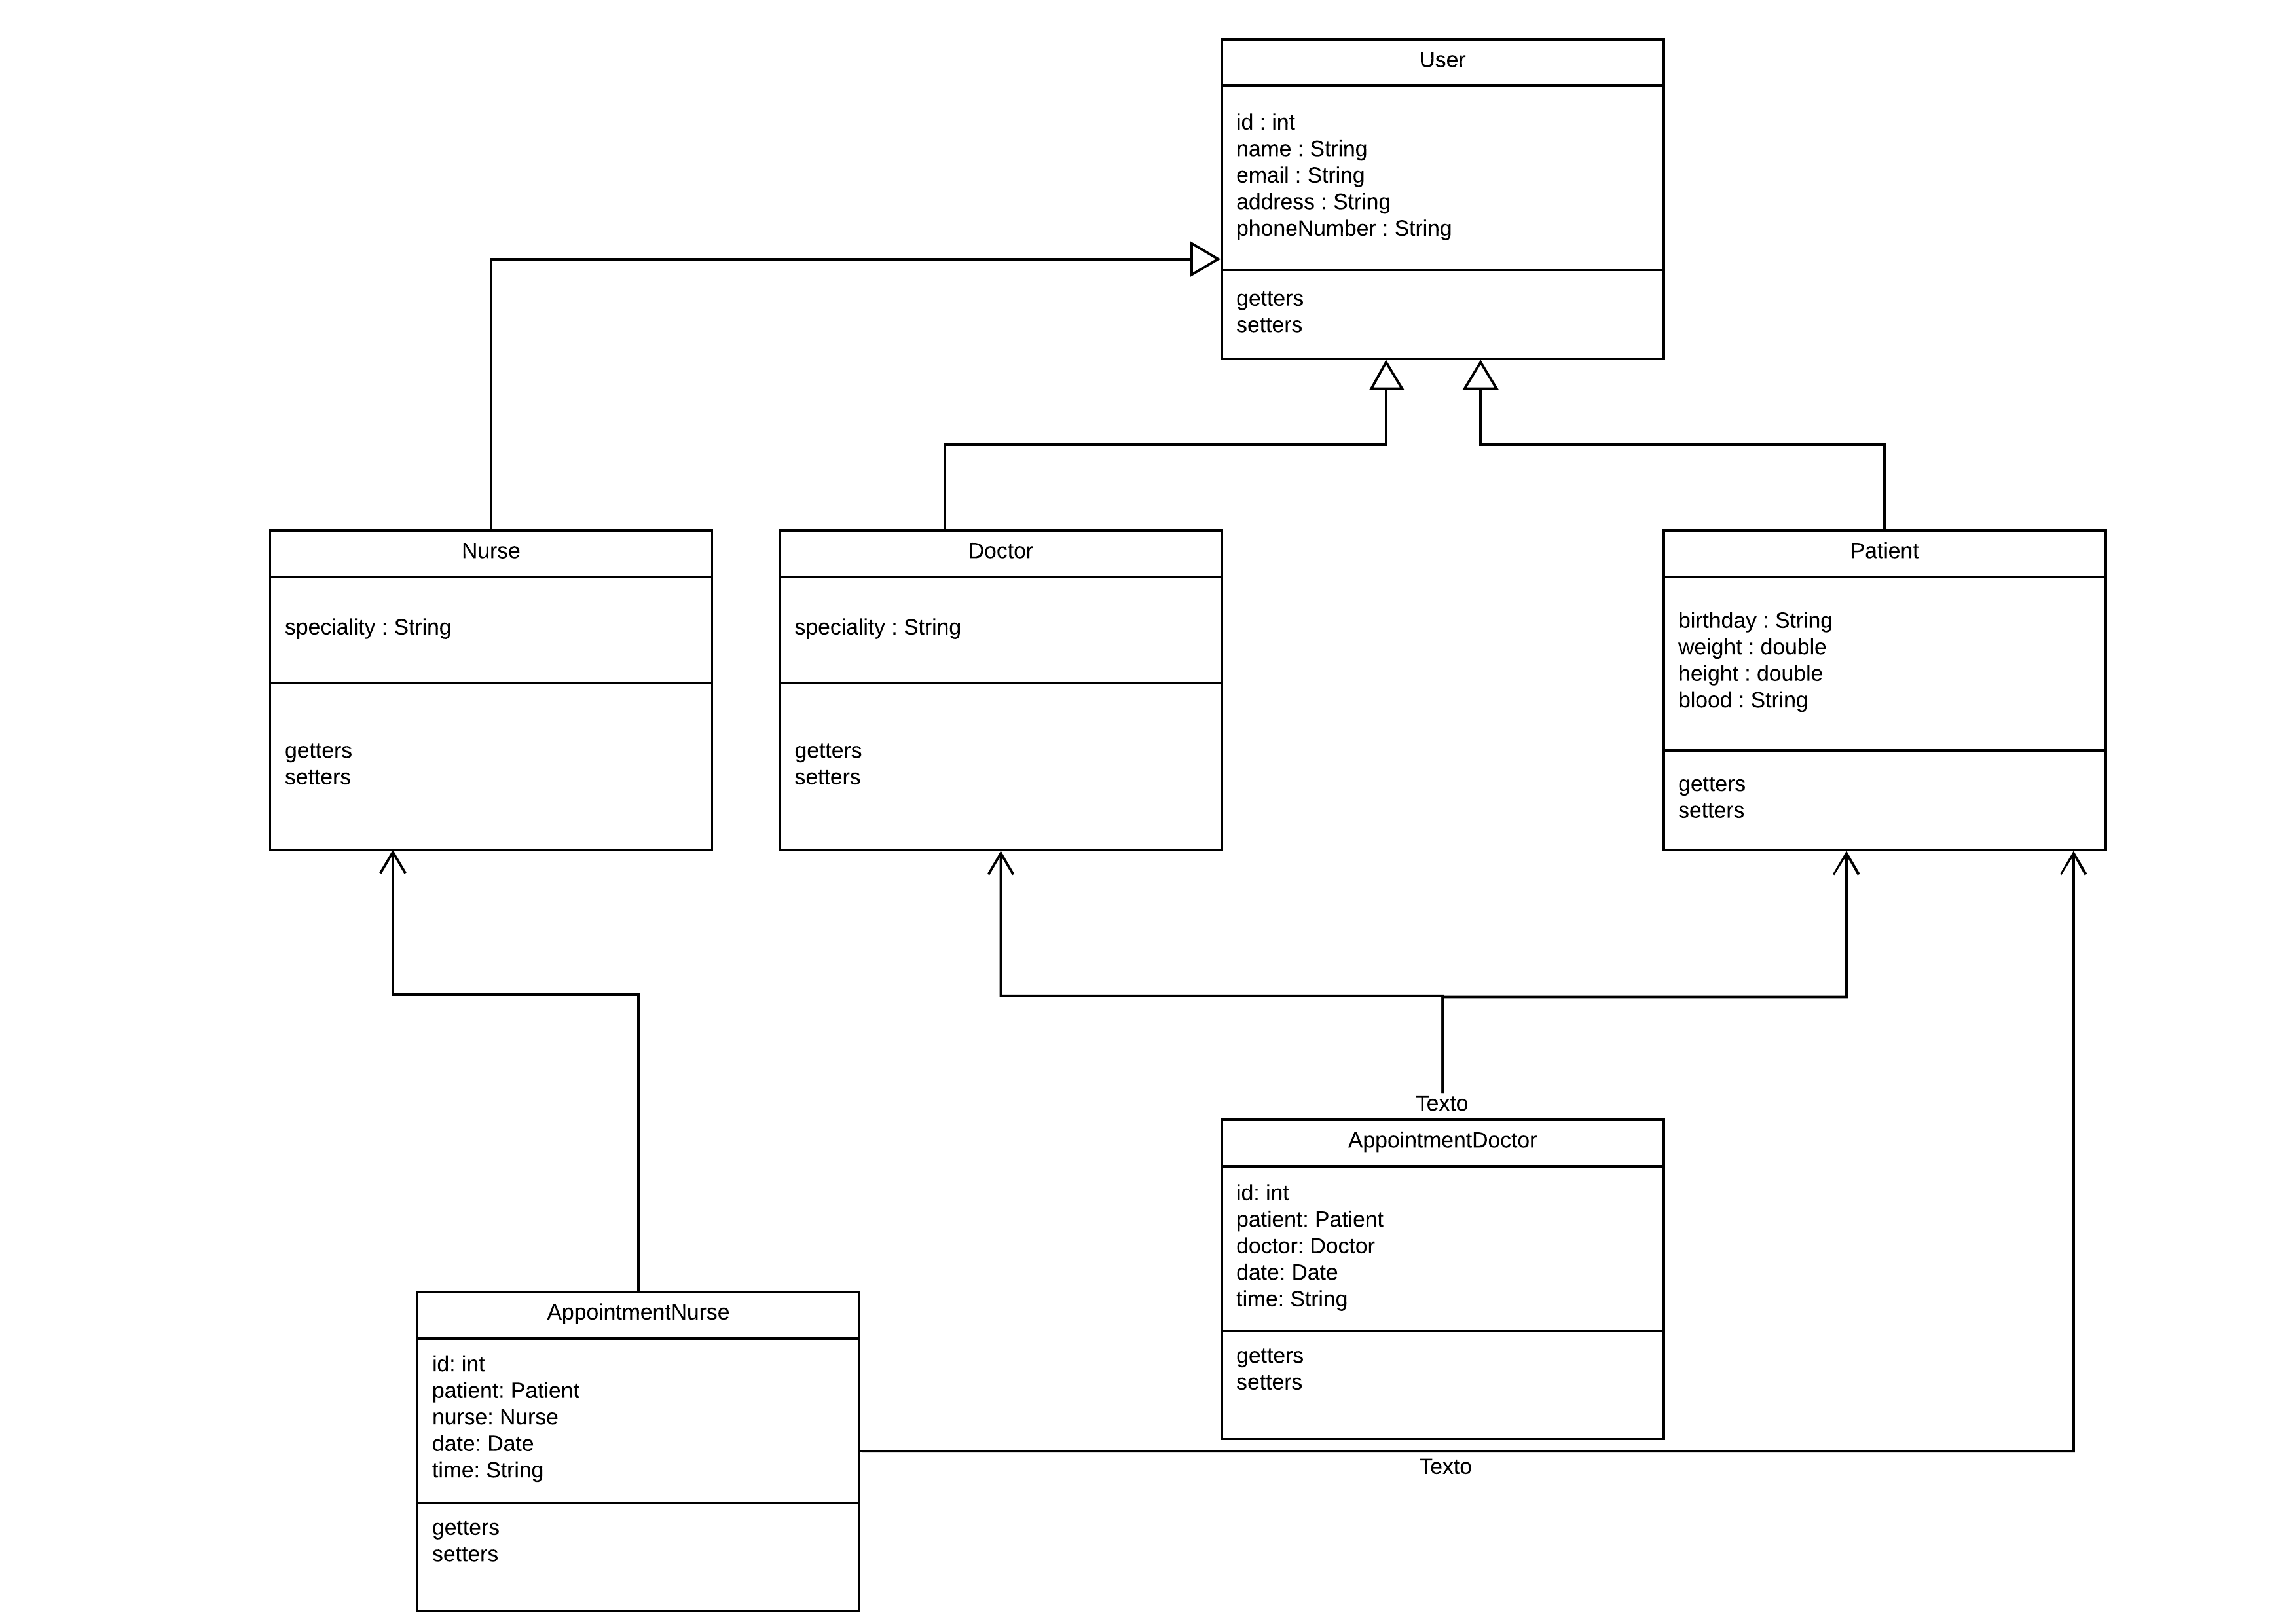 User
id : int
name : String
email : String
address : String
phoneNumber : String
getters
setters
Nurse
speciality : String
getters
setters
Doctor
speciality : String
getters
setters
Patient
birthday : String
weight : double
height : double
blood : String
getters
setters
Texto
AppointmentDoctor
id: int
patient: Patient
doctor: Doctor
date: Date
time: String
getters
setters
AppointmentNurse
id: int
patient: Patient
nurse: Nurse
date: Date
time: String
getters
setters
Texto